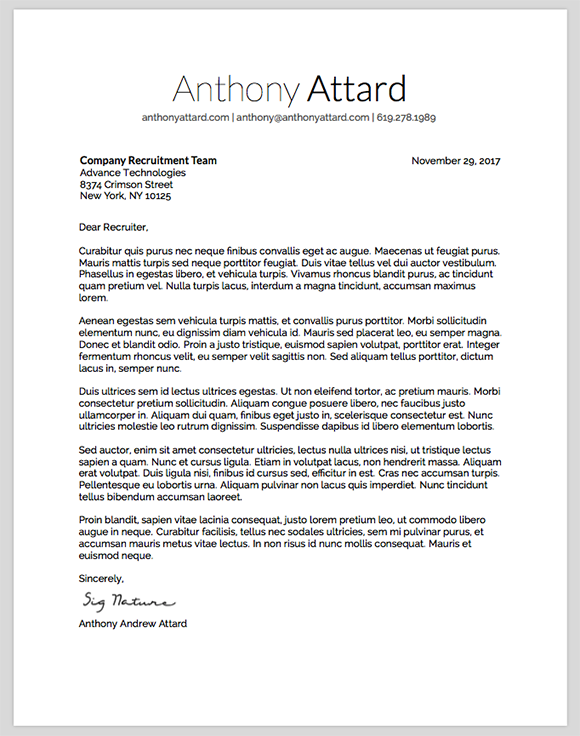 Anthony Attard
anthonyattard.com | anthony@anthonyattard.com | 619.278.1989
Company Recruitment Team
November 29, 2017
Advance Technologies
8374 Crimson Street
New York, NY 10125
Dear Recruiter,
Curabitur quis purus nec neque finibus convallis eget ac augue. Maecenas ut feugiat purus.
Mauris mattis turpis sed neque porttitor feugiat. Duis vitae tellus vel dui auctor vestibulum.
Phasellus in egestas libero, et vehicula turpis. Vivamus rhoncus blandit purus, ac tincidunt
quam pretium vel. Nulla turpis lacus, interdum a magna tincidunt, accumsan maximus
lorem.
Aenean egestas sem vehicula turpis mattis, et convallis purus porttitor. Morbi sollicitudin
elementum nunc, eu dignissim diam vehicula id. Mauris sed placerat leo, eu semper magna.
Donec et blandit odio. Proin a justo tristique, euismod sapien volutpat, porttitor erat. Integer
fermentum rhoncus velit, eu semper velit sagittis non. Sed aliquam tellus porttitor, dictum
lacus in, semper nunc.
Duis ultrices sem id lectus ultrices egestas. Ut non eleifend tortor, ac pretium mauris. Morbi
consectetur pretium sollicitudin. Aliquam congue posuere libero, nec faucibus justo
ullamcorper in. Aliquam dui quam, finibus eget justo in, scelerisque consectetur est. Nunc
ultricies molestie leo rutrum dignissim. Suspendisse dapibus id libero elementum lobortis.
Sed auctor, enim sit amet consectetur ultricies, lectus nulla ultrices nisi, ut tristique lectus
sapien a quam. Nunc et cursus ligula. Etiam in volutpat lacus, non hendrerit massa. Aliquam
erat volutpat. Duis ligula nisi, finibus id cursus sed, efficitur in est. Cras nec accumsan turpis.
Pellentesque eu lobortis urna. Aliquam pulvinar non lacus quis imperdiet. Nunc tincidunt
tellus bibendum accumsan laoreet.
Proin blandit, sapien vitae lacinia consequat, justo lorem pretium leo, ut commodo libero
augue in neque. Curabitur facilisis, tellus nec sodales ultricies, sem mi pulvinar purus, et
accumsan mauris metus vitae lectus. In non risus id nunc mollis consequat. Mauris et
euismod neque.
Sincerely,
Sig Nature
Anthony Andrew Attard